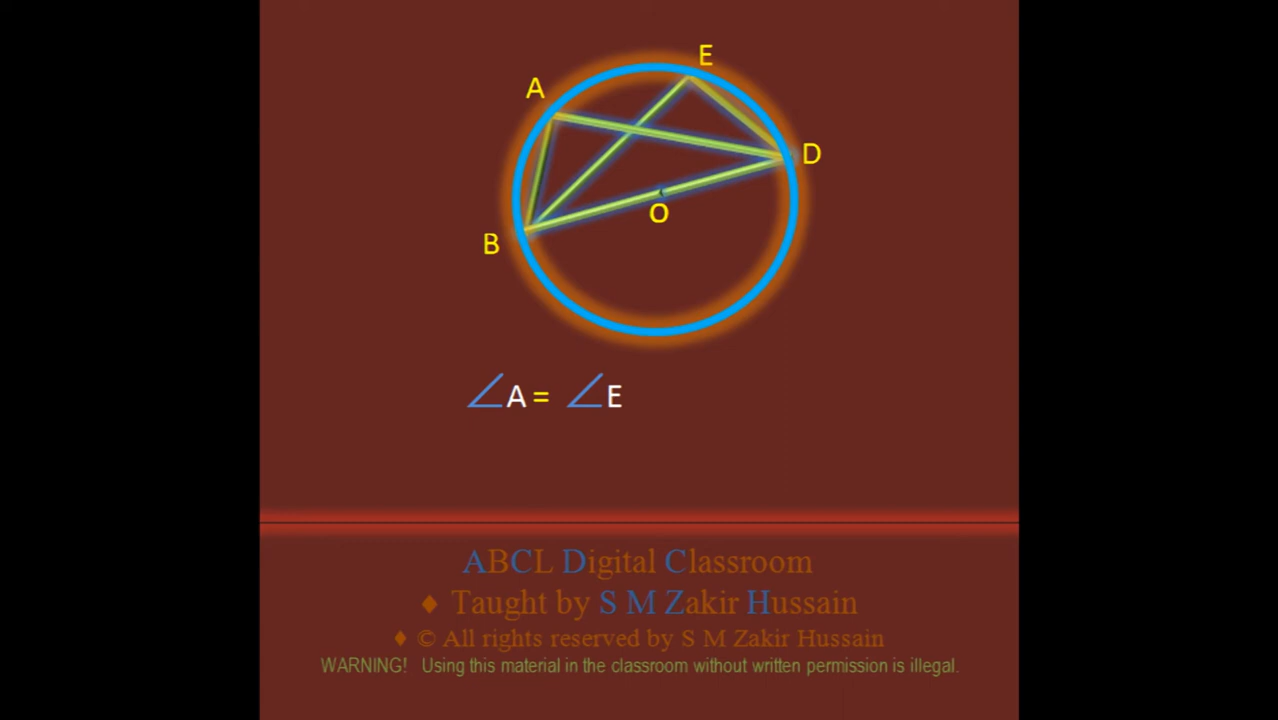 E
A
D
O
B
∠A = ∠E
ABCL Digital Classroom
♦ Taught by S M Zakir Hussain
♦ © All rights reserved by S M Zakir Hussain
WARNING! Using this material in the classroom without written permission is illegal.